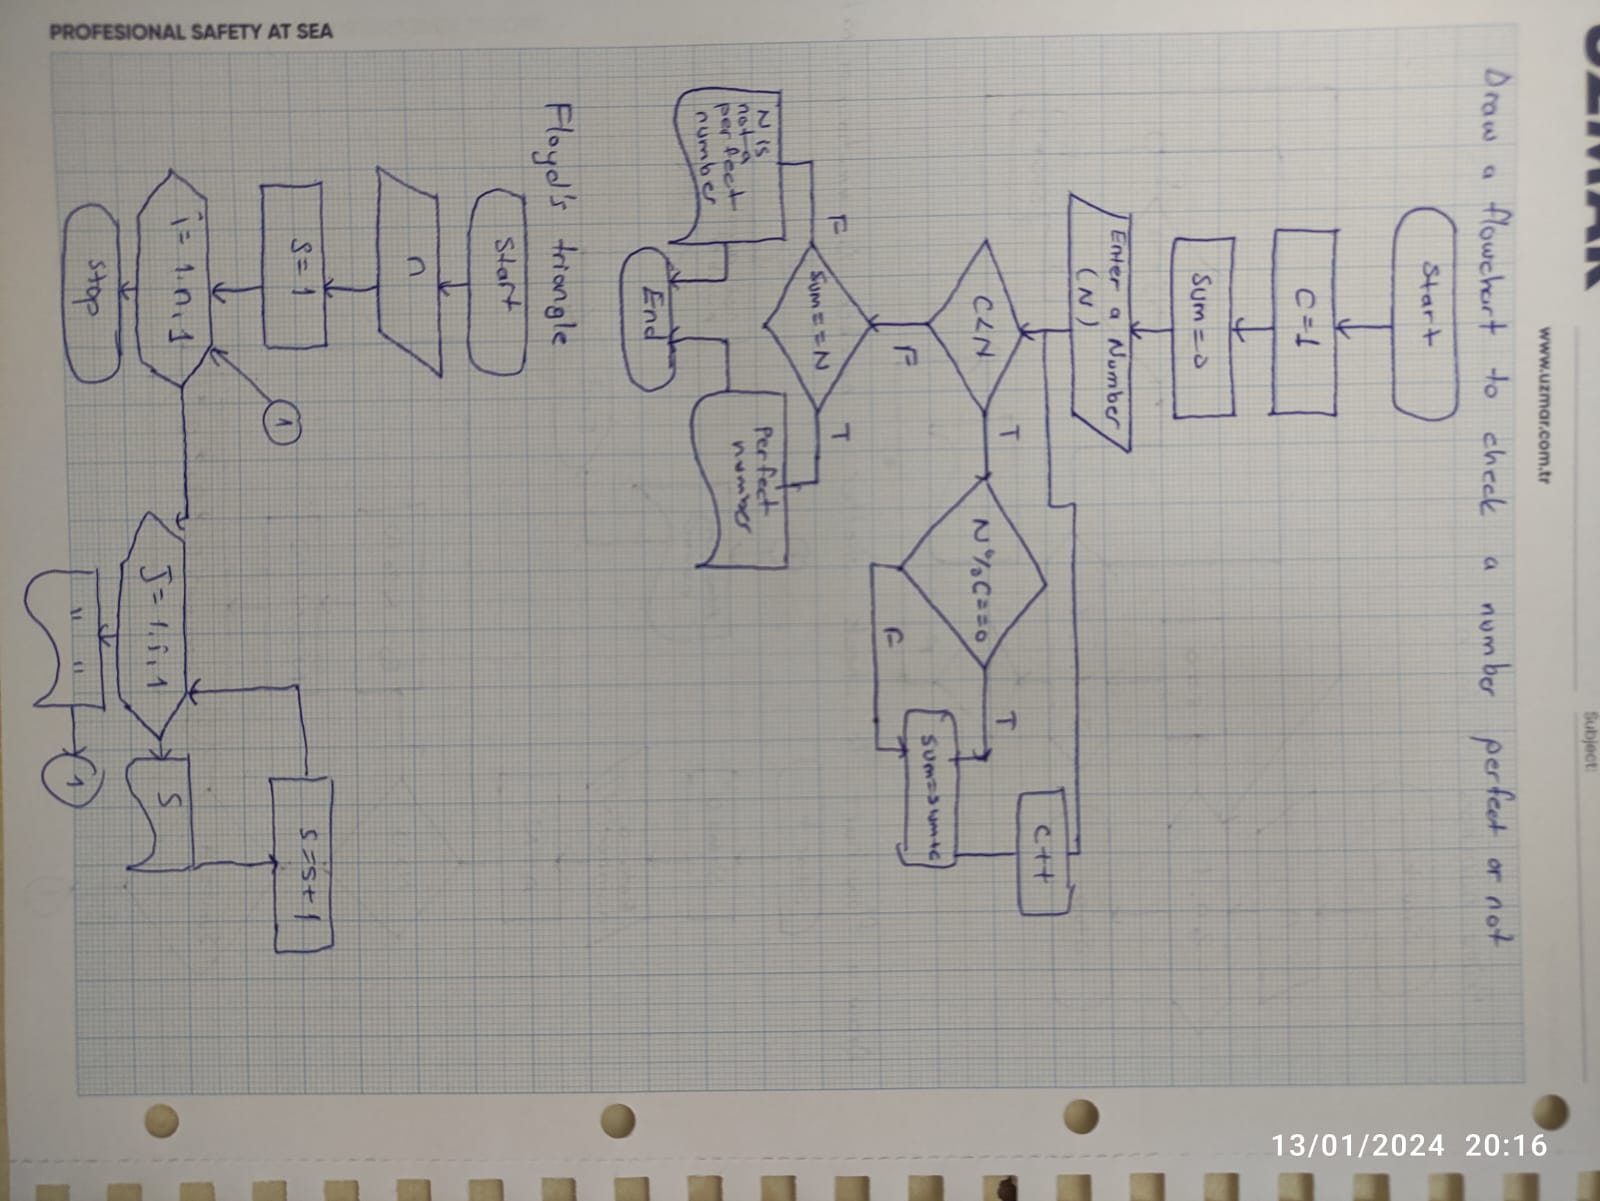 UZMAR
www.uzmar.com.tr
Subject:
Draw a flowchart to check a number perfect or not
Start
C=1
Sum=0
Enter a Number
(N)
C<N
T
F
N%C==0
T
F
sum=sum+c
C++
Sum==N
F
T
N is
not a
perfect
number
Perfect
number
End
Floyd's triangle
Start
n
S=1
1
i=1,n,1
J=1,i,1
S
S=S+1
" "
1
Stop
PROFESIONAL SAFETY AT SEA
13/01/2024 20:16